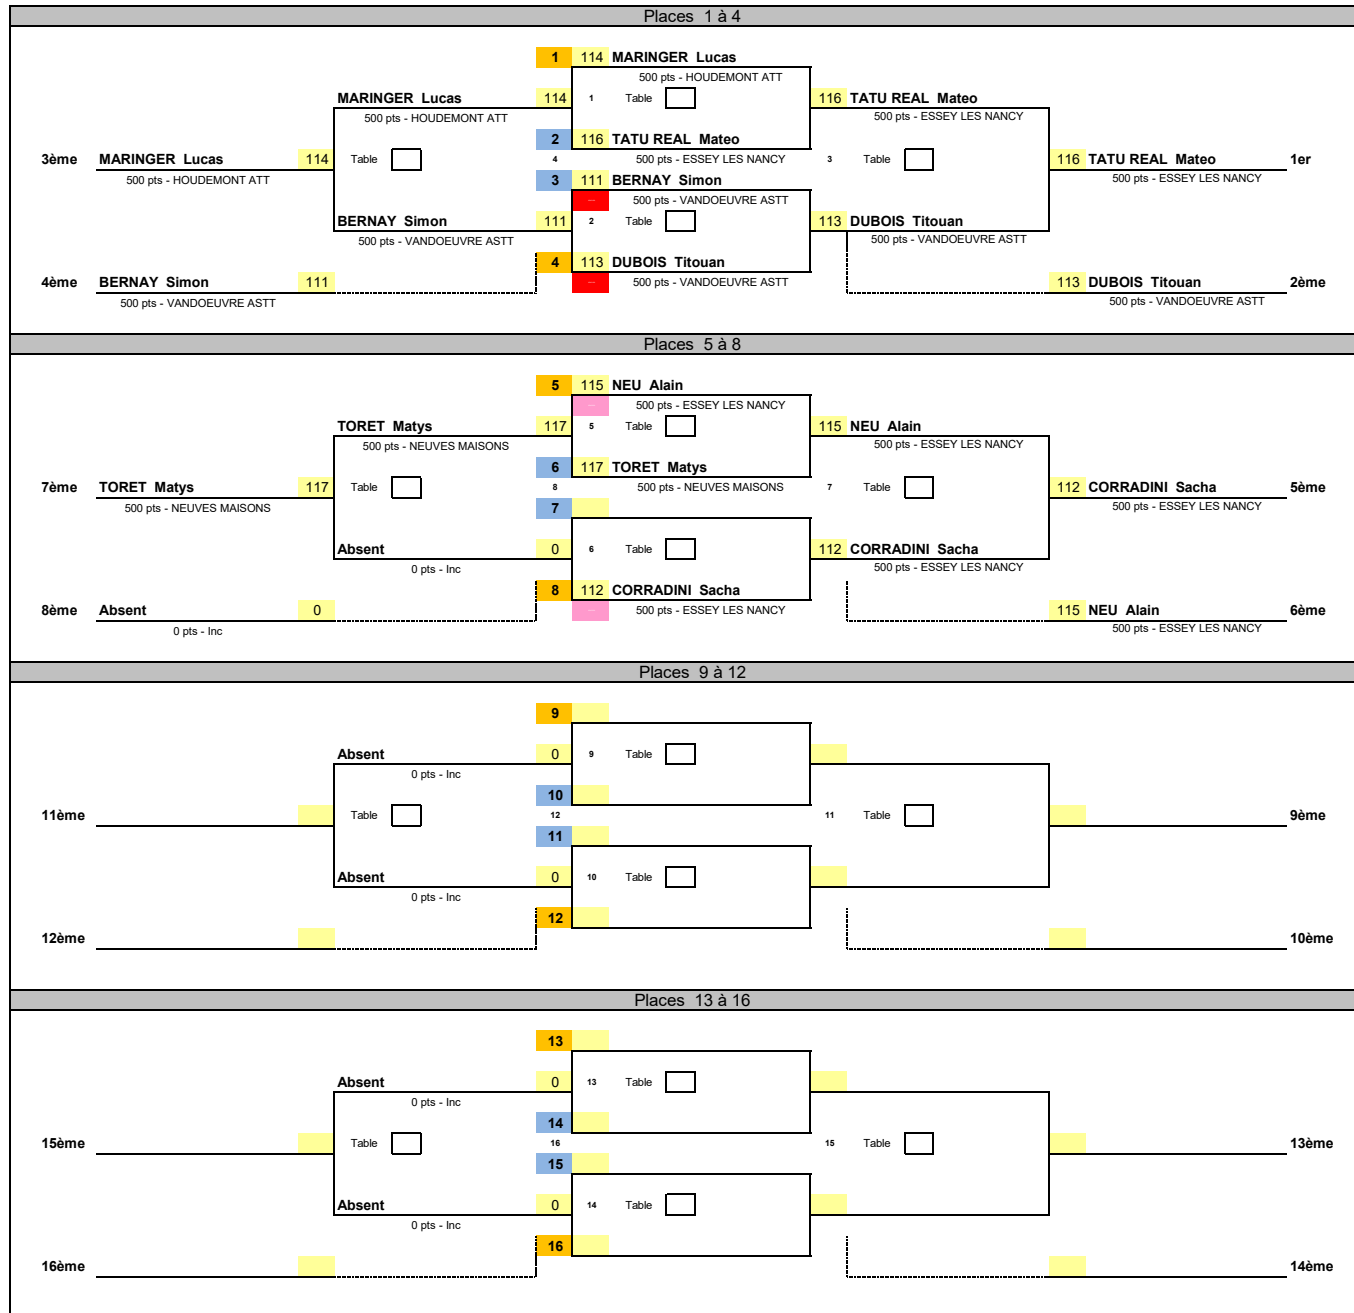 Places 1 à 4
1 114 MARINGER Lucas
500 pts - HOUDEMONT ATT
MARINGER Lucas 114 1 Table 116 TATU REAL Mateo
500 pts - HOUDEMONT ATT 500 pts - ESSEY LES NANCY
2 116 TATU REAL Mateo
3ème MARINGER Lucas 114 Table 4 500 pts - ESSEY LES NANCY 3 Table 116 TATU REAL Mateo 1er
500 pts - HOUDEMONT ATT 3 111 BERNAY Simon 500 pts - ESSEY LES NANCY
--- 500 pts - VANDOEUVRE ASTT
BERNAY Simon 111 2 Table 113 DUBOIS Titouan
500 pts - VANDOEUVRE ASTT 500 pts - VANDOEUVRE ASTT
4 113 DUBOIS Titouan
4ème BERNAY Simon 111 --- 500 pts - VANDOEUVRE ASTT 113 DUBOIS Titouan 2ème
500 pts - VANDOEUVRE ASTT 500 pts - VANDOEUVRE ASTT
Places 5 à 8
5 115 NEU Alain
--- 500 pts - ESSEY LES NANCY
TORET Matys 117 5 Table 115 NEU Alain
500 pts - NEUVES MAISONS 500 pts - ESSEY LES NANCY
6 117 TORET Matys
7ème TORET Matys 117 Table 8 500 pts - NEUVES MAISONS 7 Table 112 CORRADINI Sacha 5ème
500 pts - NEUVES MAISONS 7 500 pts - ESSEY LES NANCY
Absent 0 6 Table 112 CORRADINI Sacha
0 pts - Inc 500 pts - ESSEY LES NANCY
8 112 CORRADINI Sacha
8ème Absent 0 --- 500 pts - ESSEY LES NANCY 115 NEU Alain 6ème
0 pts - Inc 500 pts - ESSEY LES NANCY
Places 9 à 12
9
Absent 0 9 Table
0 pts - Inc
10
11ème Table 12 11 Table 9ème
11
Absent 0 10 Table
0 pts - Inc
12
12ème 10ème
Places 13 à 16
13
Absent 0 13 Table
0 pts - Inc
14
15ème Table 16 15 Table 13ème
15
Absent 0 14 Table
0 pts - Inc
16
16ème 14ème